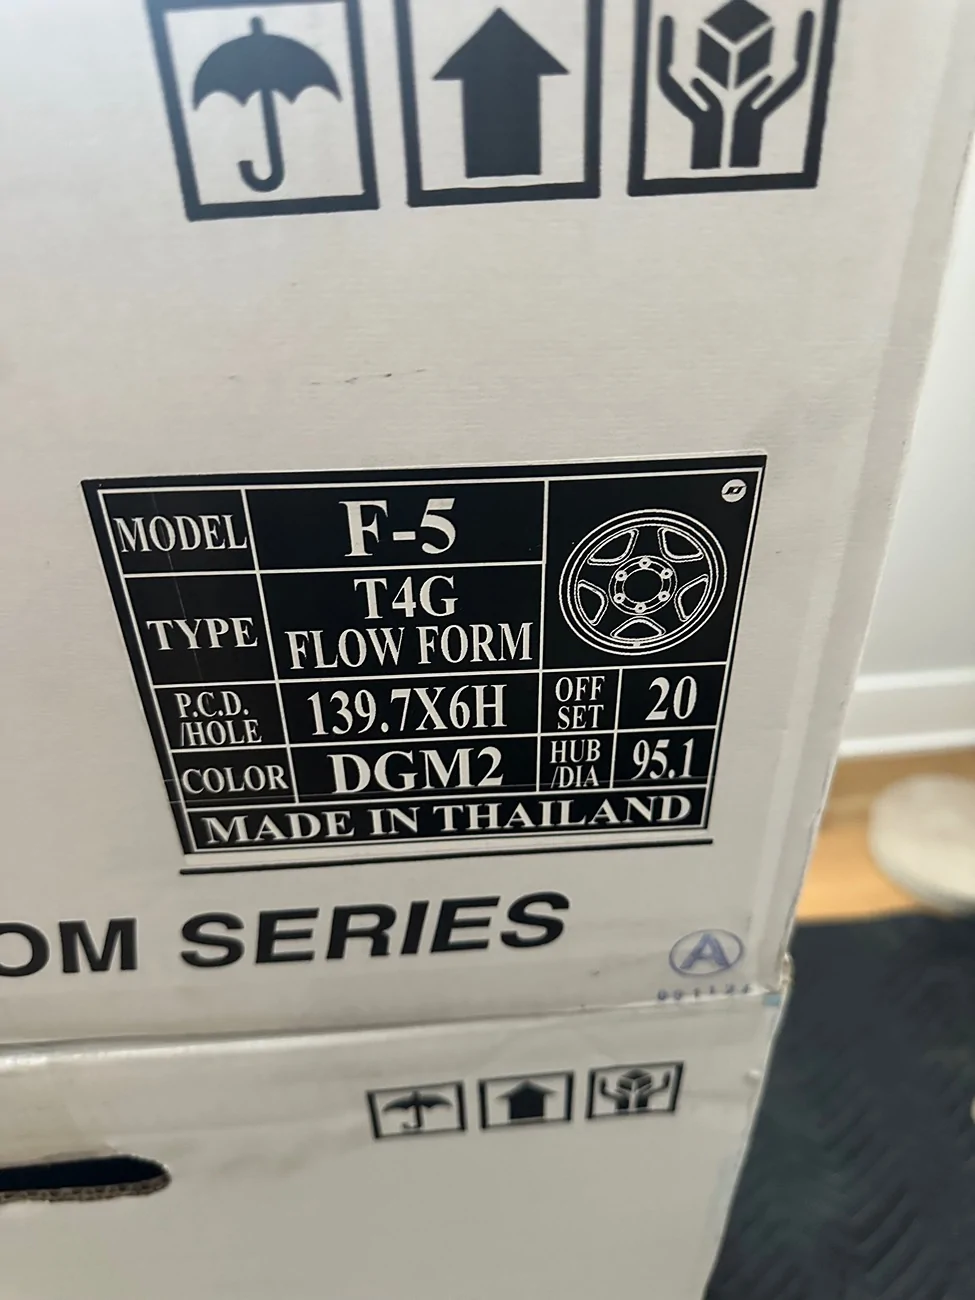 MODEL F-5
TYPE T4G
FLOW FORM
P.C.D.
/HOLE 139.7X6H OFF
SET 20
COLOR DGM2 HUB
/DIA 95.1
MADE IN THAILAND
OM SERIES
A